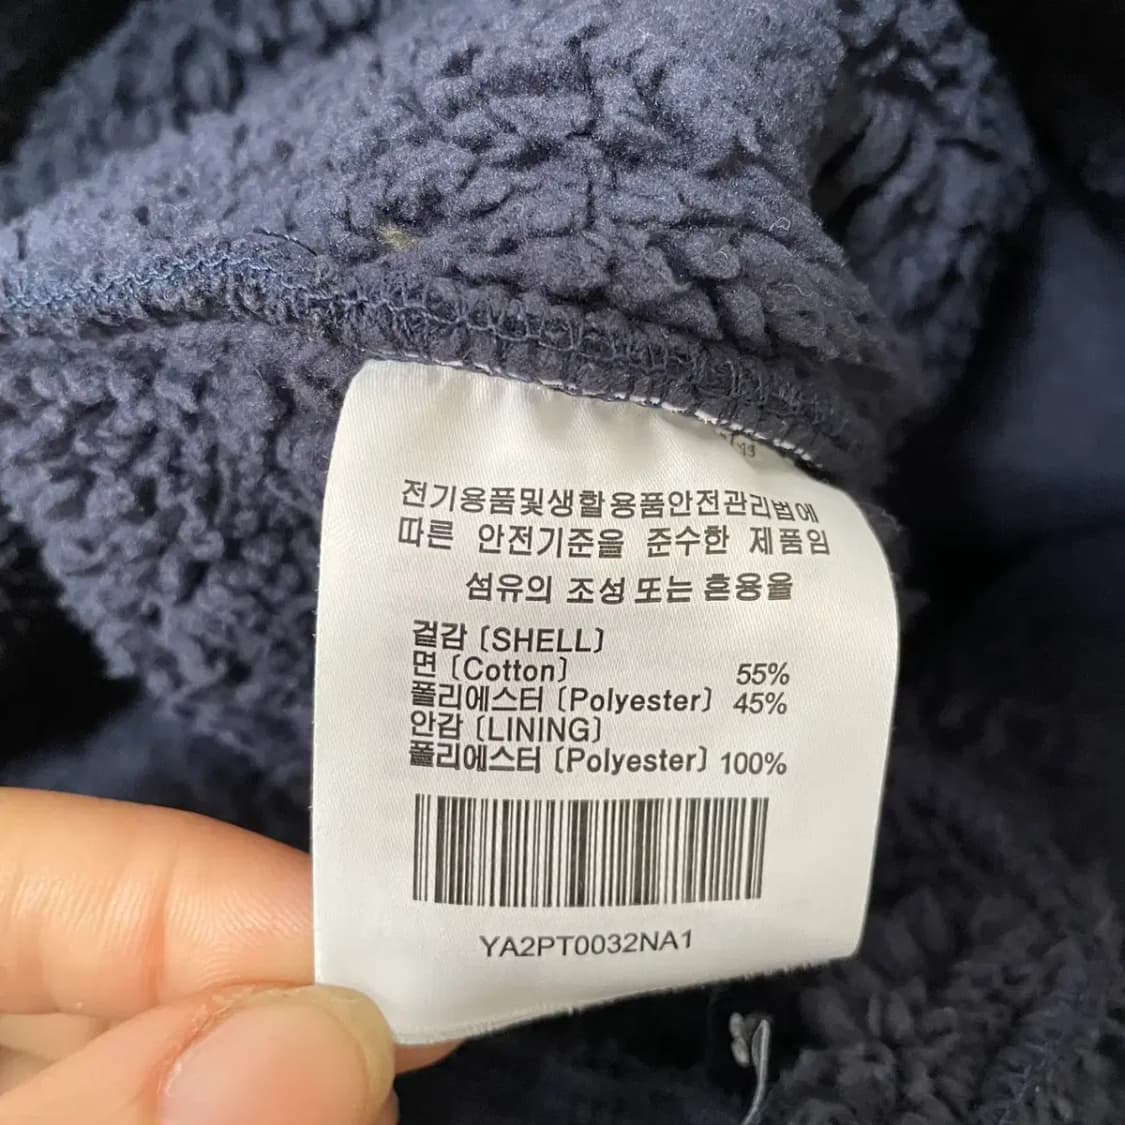 전기용품및생활용품안전관리법에
따른 안전기준을 준수한 제품임
섬유의 조성 또는 혼용율
겉감 (SHELL)
면 (Cotton) 55%
폴리에스터 (Polyester) 45%
안감 (LINING)
폴리에스터 (Polyester) 100%
YA2PT0032NA1